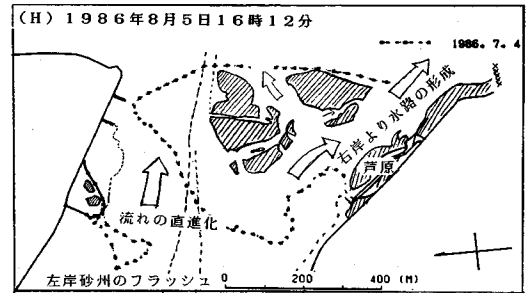 (H) 1986年8月5日16時12分
1986. 7. 4
右岸より水路の形成
芦原
流れの直進化
左岸砂州のフラッシュ
0 200 400 (M)